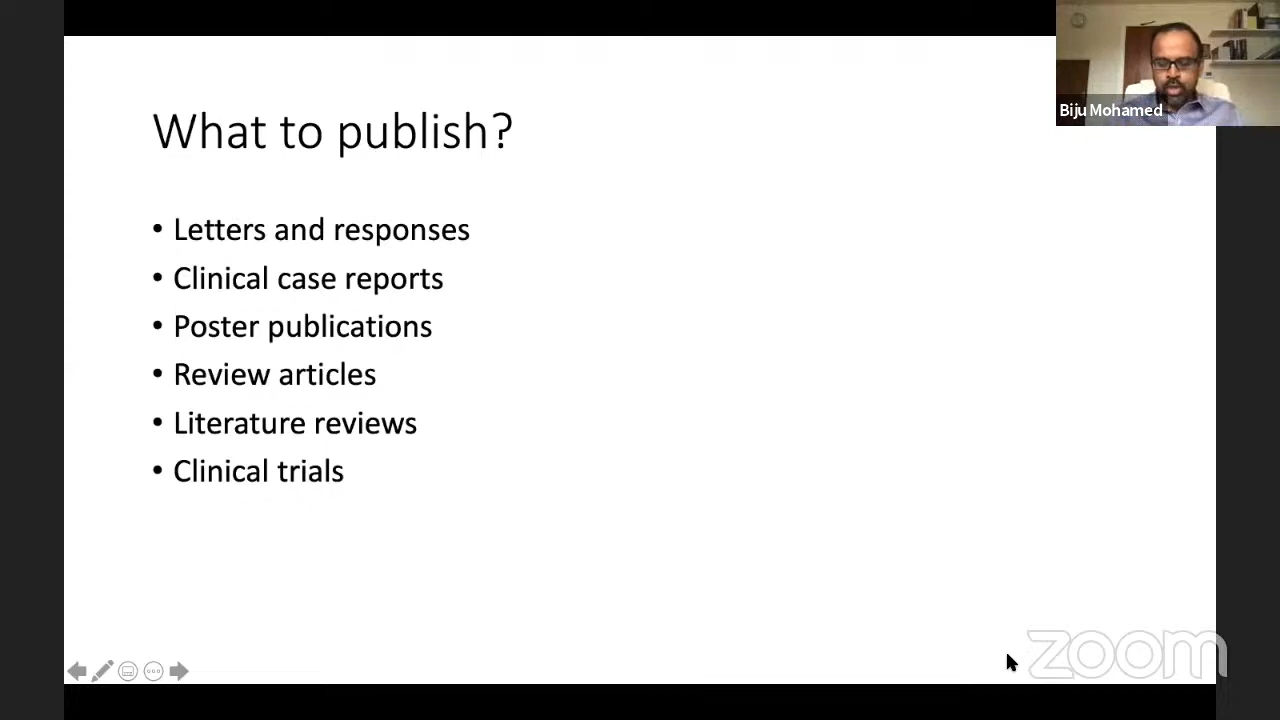 What to publish?
• Letters and responses
• Clinical case reports
• Poster publications
• Review articles
• Literature reviews
• Clinical trials
Biju Mohamed
zoom